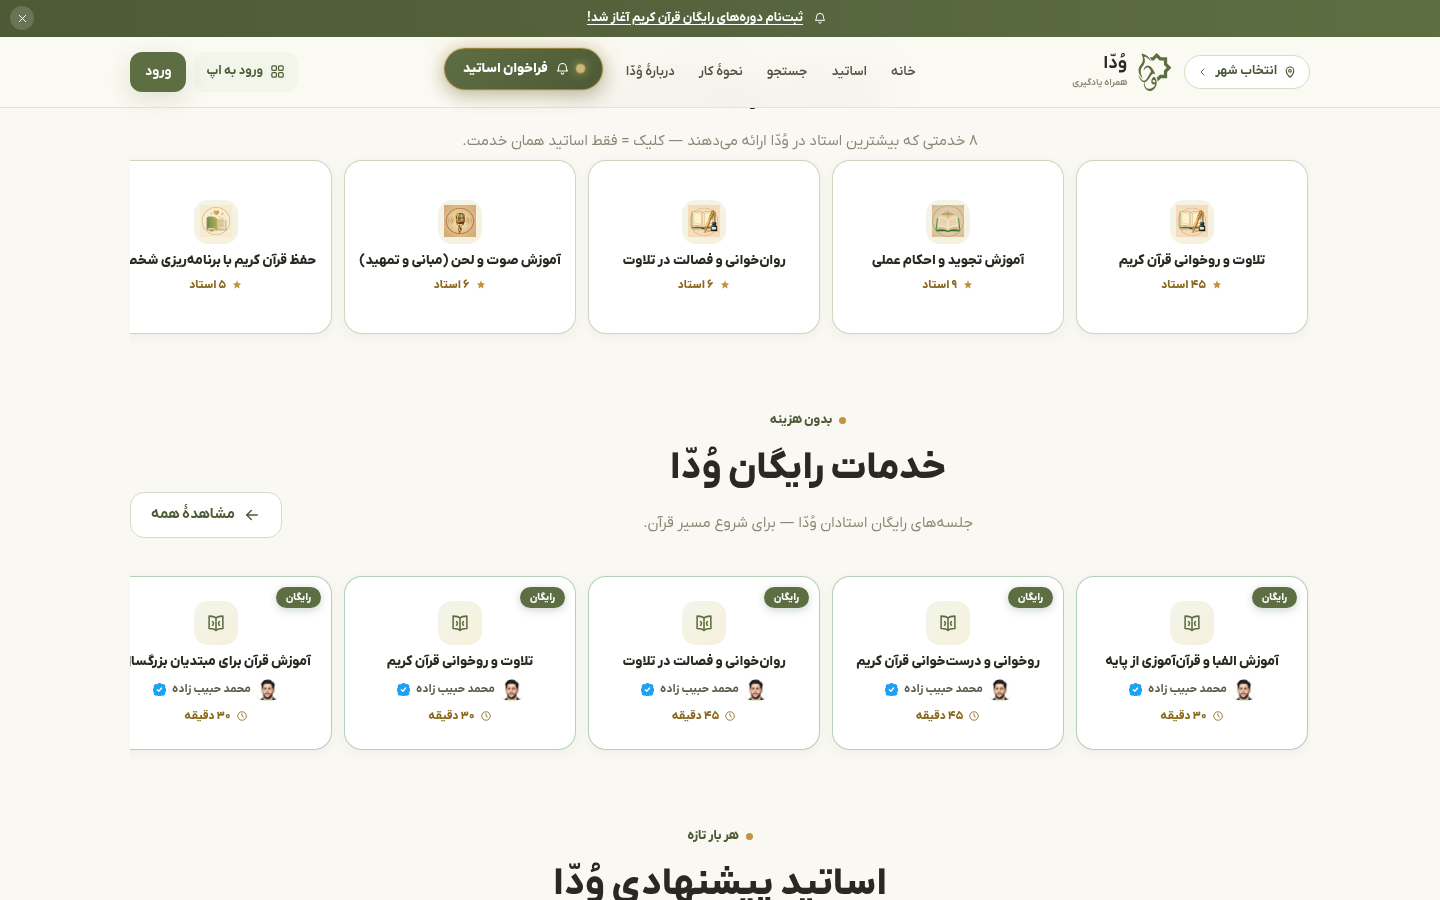 ثبت‌نام دوره‌های رایگان قرآن کریم آغاز شد!
انتخاب شهر
وُدّا
همراه یادگیری
خانه
اساتید
جستجو
نحوهٔ کار
دربارهٔ وُدّا
فراخوان اساتید
ورود به اپ
ورود
۸ خدمتی که بیشترین استاد در وُدّا ارائه می‌دهند — کلیک = فقط اساتید همان خدمت.
تلاوت و روخوانی قرآن کریم
۴۵ استاد
آموزش تجوید و احکام عملی
۹ استاد
روان‌خوانی و فصالت در تلاوت
۶ استاد
آموزش صوت و لحن (مبانی و تمهید)
۶ استاد
حفظ قرآن کریم با برنامه‌ریزی
۵ استاد
بدون هزینه
خدمات رایگان وُدّا
جلسه‌های رایگان استادان وُدّا — برای شروع مسیر قرآن.
مشاهدهٔ همه
رایگان
آموزش الفبا و قرآن‌آموزی از پایه
محمد حبیب زاده
۳۰ دقیقه
رایگان
روخوانی و درست‌خوانی قرآن کریم
محمد حبیب زاده
۴۵ دقیقه
رایگان
روان‌خوانی و فصالت در تلاوت
محمد حبیب زاده
۴۵ دقیقه
رایگان
تلاوت و روخوانی قرآن کریم
محمد حبیب زاده
۳۰ دقیقه
رایگان
آموزش قرآن برای مبتدیان بزرگسال
محمد حبیب زاده
۳۰ دقیقه
هر بار تازه
اساتید پیشنهادی وُدّا